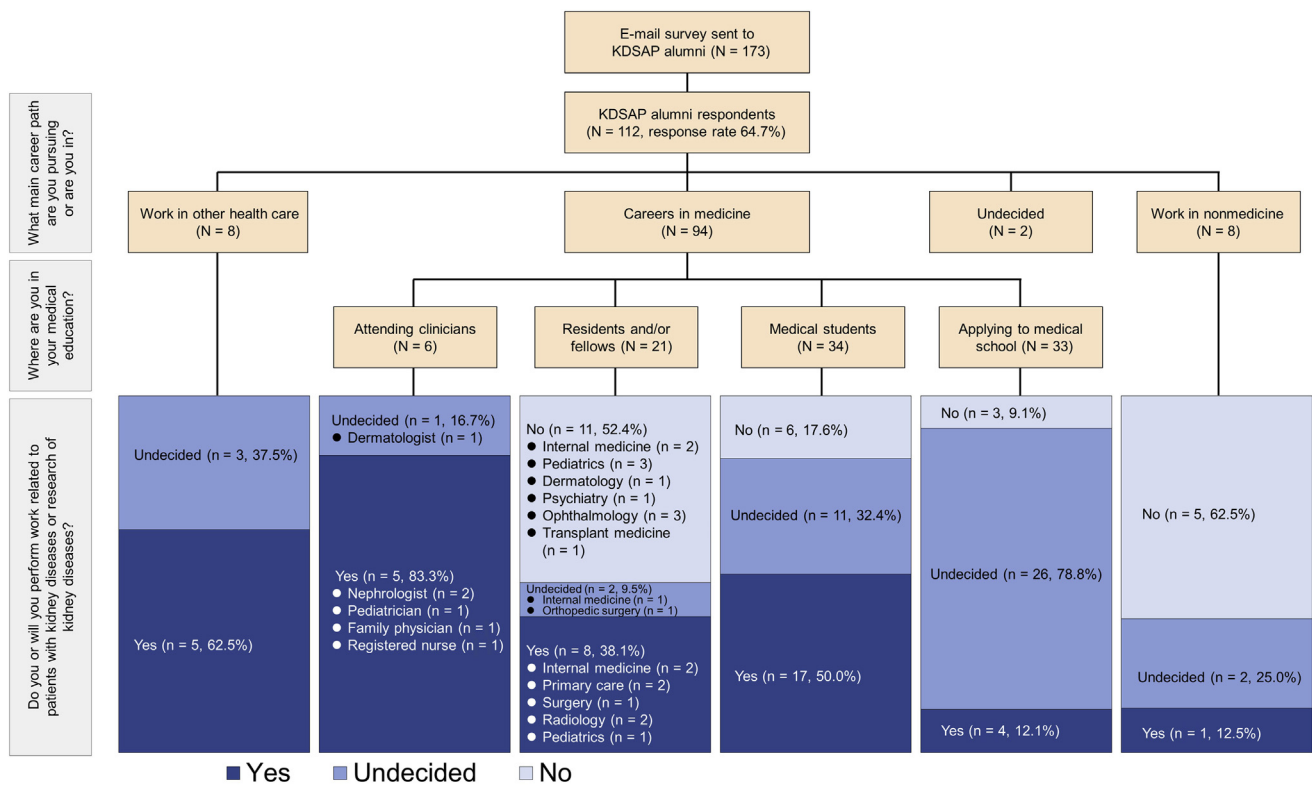 E-mail survey sent to
KDSAP alumni (N = 173)
What main career path
are you pursuing
or are you in?
KDSAP alumni respondents
(N = 112, response rate 64.7%)
Work in other health care
(N = 8)
Careers in medicine
(N = 94)
Undecided
(N = 2)
Work in nonmedicine
(N = 8)
Where are you in
your medical
education?
Attending clinicians
(N = 6)
Residents and/or
fellows (N = 21)
Medical students
(N = 34)
Applying to medical
school (N = 33)
Do you or will you perform work related to
patients with kidney diseases or research of
kidney diseases?
Undecided (n = 3, 37.5%)
Yes (n = 5, 62.5%)
Undecided (n = 1, 16.7%)
● Dermatologist (n = 1)
Yes (n = 5, 83.3%)
● Nephrologist (n = 2)
● Pediatrician (n = 1)
● Family physician (n = 1)
● Registered nurse (n = 1)
No (n = 11, 52.4%)
● Internal medicine (n = 2)
● Pediatrics (n = 3)
● Dermatology (n = 1)
● Psychiatry (n = 1)
● Ophthalmology (n = 3)
● Transplant medicine
(n = 1)
Undecided (n = 2, 9.5%)
● Internal medicine (n = 1)
● Orthopedic surgery (n = 1)
Yes (n = 8, 38.1%)
● Internal medicine (n = 2)
● Primary care (n = 2)
● Surgery (n = 1)
● Radiology (n = 2)
● Pediatrics (n = 1)
No (n = 6, 17.6%)
Undecided (n = 11, 32.4%)
Yes (n = 17, 50.0%)
No (n = 3, 9.1%)
Undecided (n = 26, 78.8%)
Yes (n = 4, 12.1%)
No (n = 5, 62.5%)
Undecided (n = 2, 25.0%)
Yes (n = 1, 12.5%)
Yes
Undecided
No